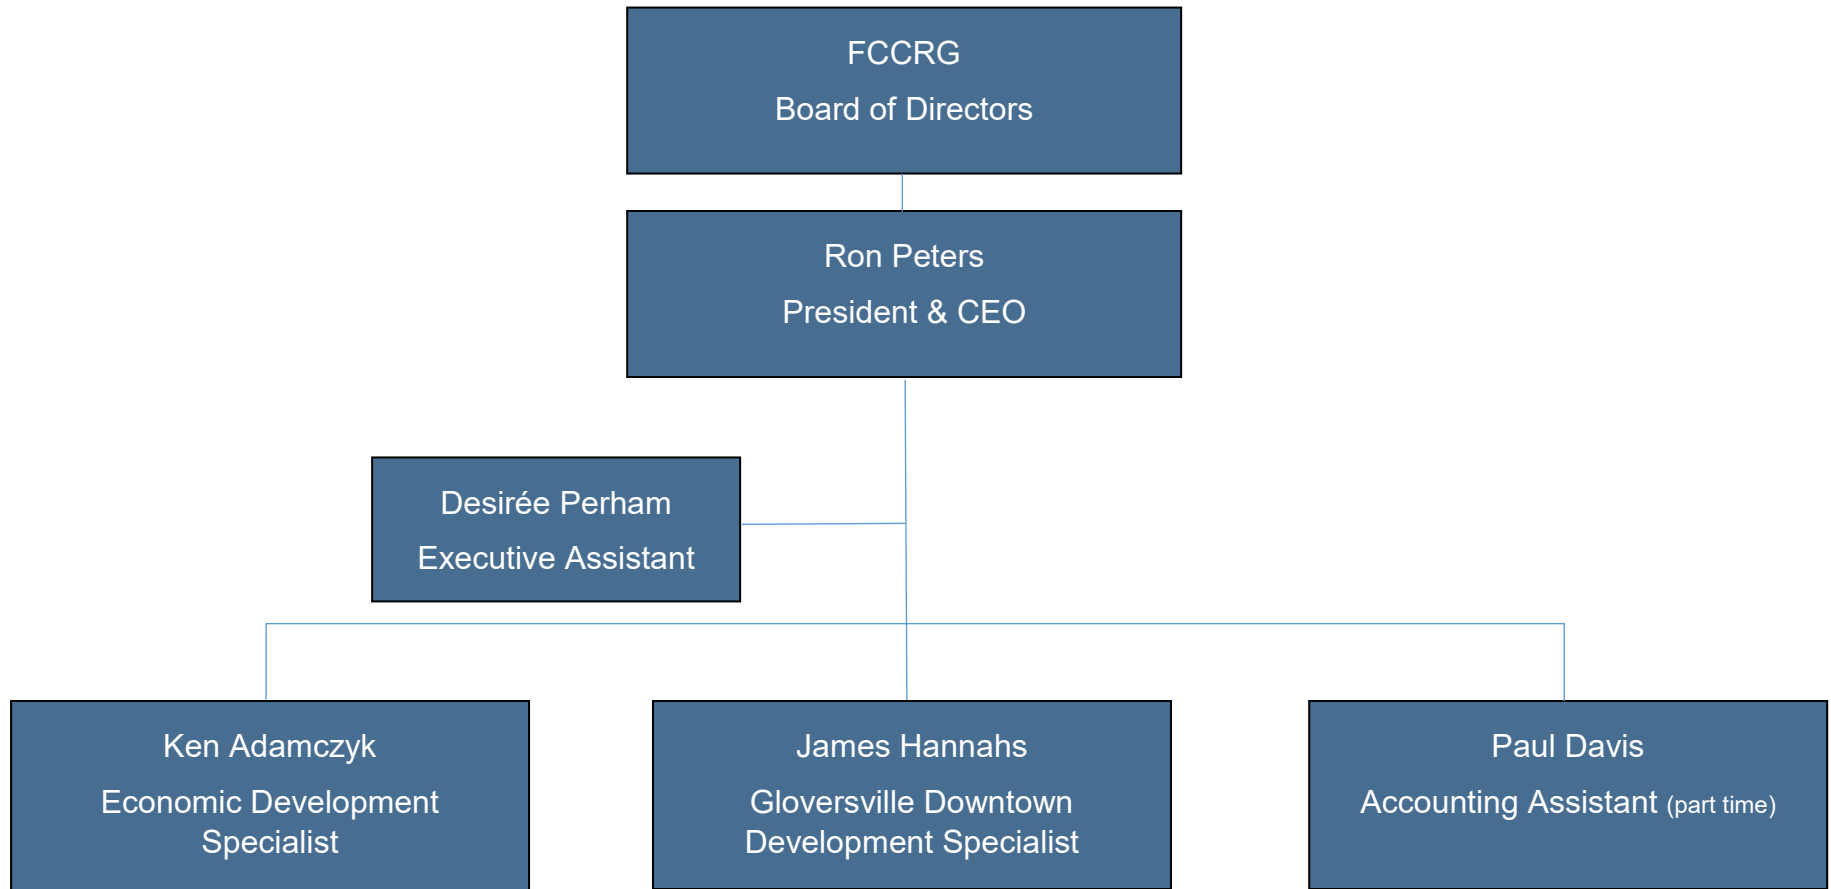 FCCRG
Board of Directors
Ron Peters
President & CEO
Desirée Perham
Executive Assistant
Ken Adamczyk
Economic Development
Specialist
James Hannahs
Gloversville Downtown
Development Specialist
Paul Davis
Accounting Assistant (part time)